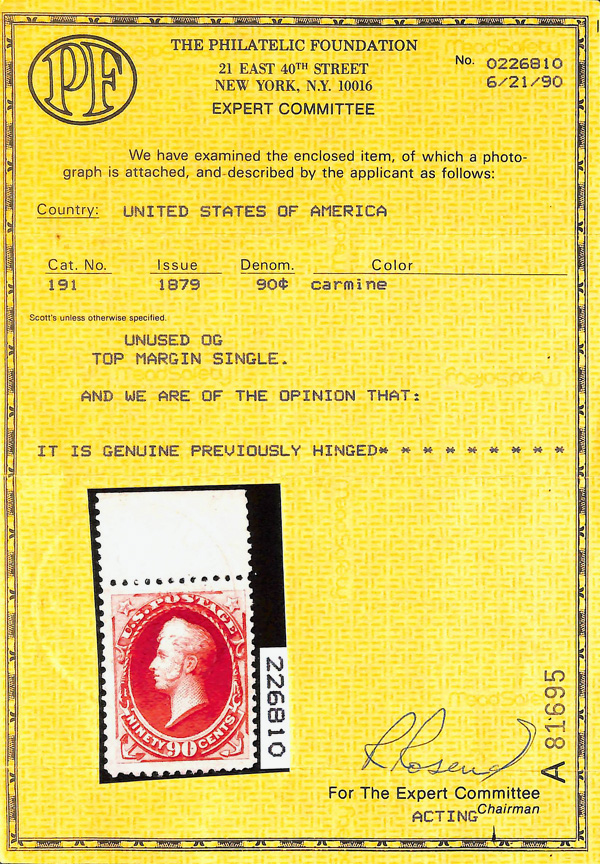 PF
THE PHILATELIC FOUNDATION
21 EAST 40TH STREET
NEW YORK, N.Y. 10016
EXPERT COMMITTEE
No. 0226810
6/21/90
We have examined the enclosed item, of which a photo-
graph is attached, and described by the applicant as follows:
Country: UNITED STATES OF AMERICA
Cat. No. Issue Denom. Color
191 1879 90¢ carmine
Scott's unless otherwise specified.
UNUSED OG
TOP MARGIN SINGLE.
AND WE ARE OF THE OPINION THAT:
IT IS GENUINE PREVIOUSLY HINGED* * * * * * * * *
U.S. POSTAGE
NINETY 90 CENTS
226810
A 81695
For The Expert Committee
ACTING Chairman